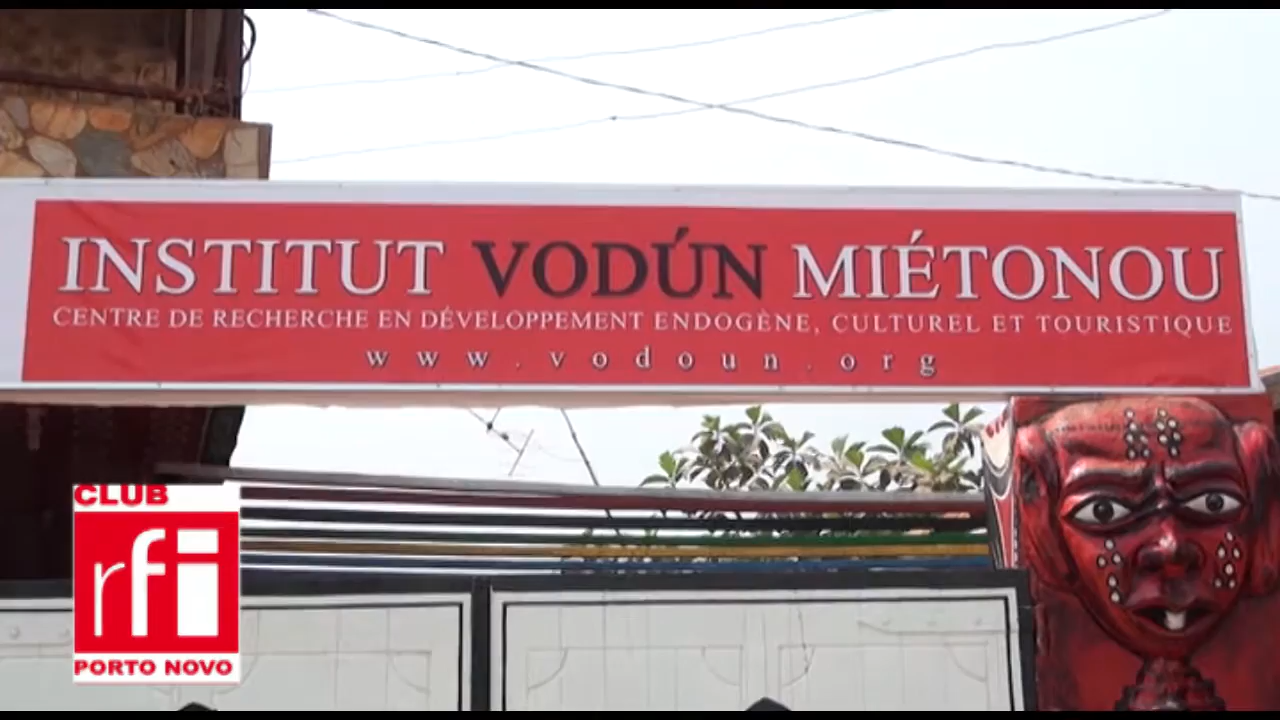 INSTITUT VODÚN MIÉTONOU
CENTRE DE RECHERCHE EN DÉVELOPPEMENT ENDOGÈNE, CULTUREL ET TOURISTIQUE
www.vodoun.org
CLUB
rfi
PORTO NOVO